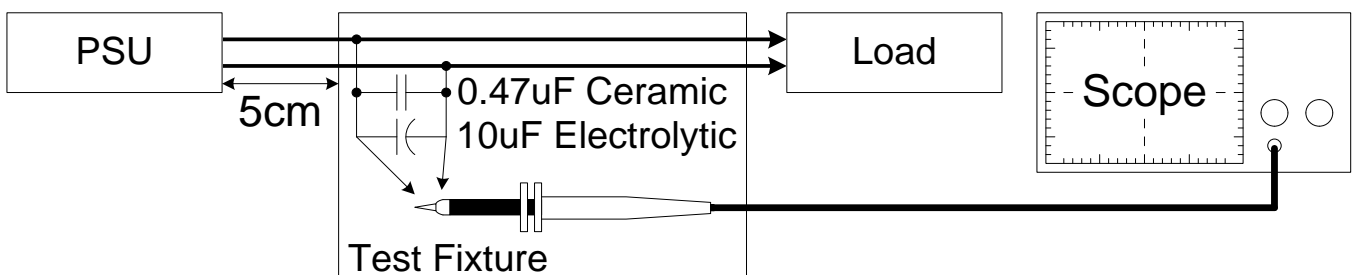 PSU
Load
Scope
5cm
0.47uF Ceramic
10uF Electrolytic
Test Fixture